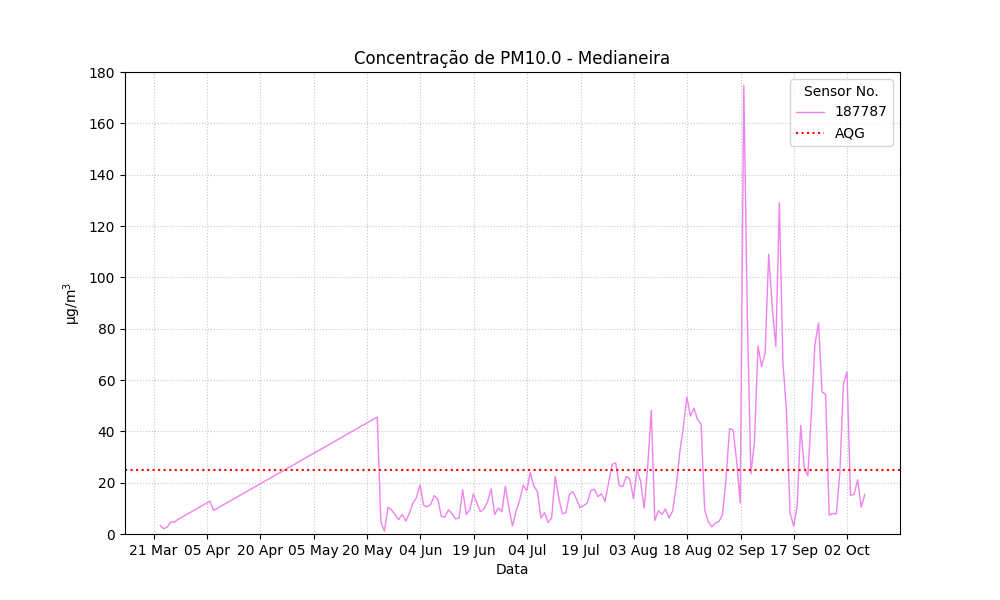 Concentração de PM10.0 - Medianeira
Sensor No.
187787
AQG
180
160
140
120
100
80
60
40
20
0
µg/m³
21 Mar 05 Apr 20 Apr 05 May 20 May 04 Jun 19 Jun 04 Jul 19 Jul 03 Aug 18 Aug 02 Sep 17 Sep 02 Oct
Data